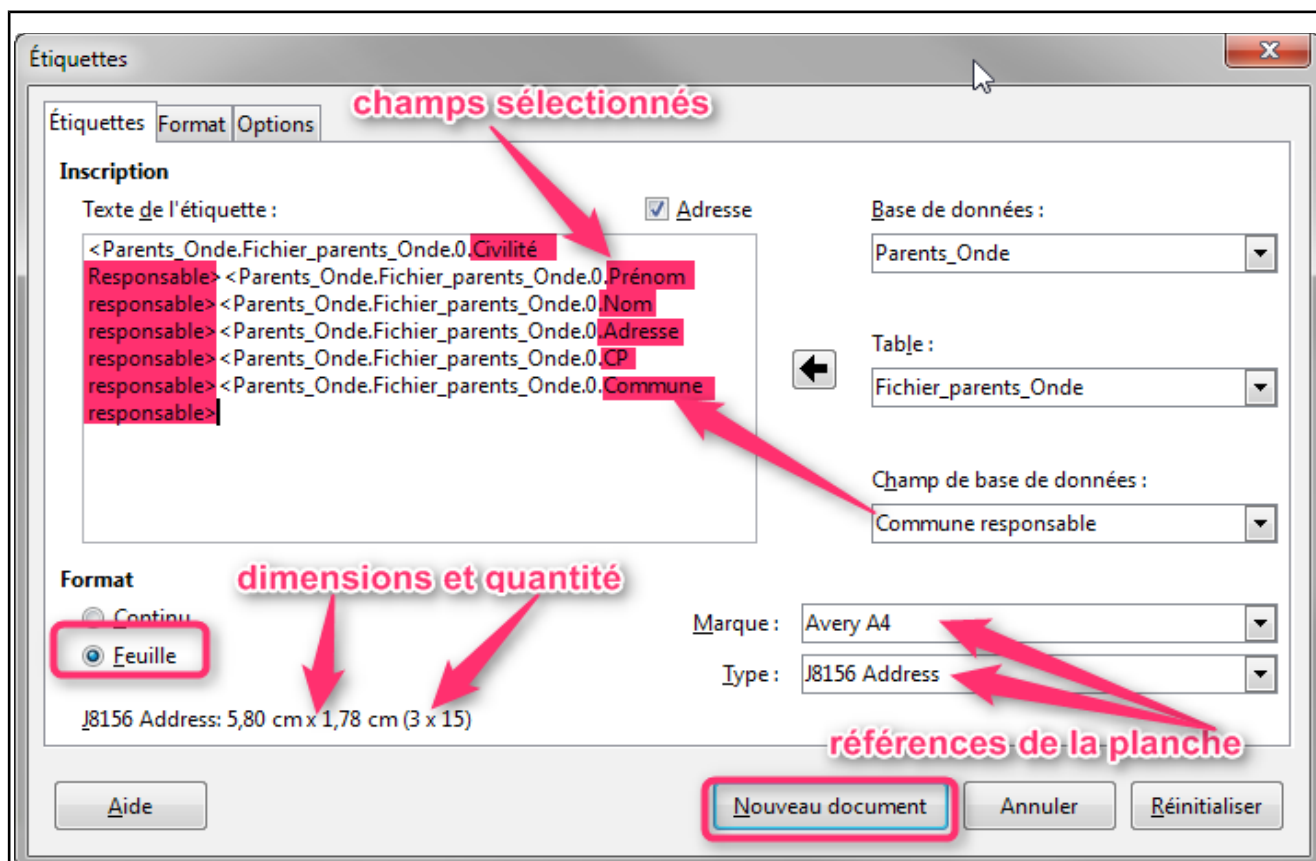 Étiquettes
champs sélectionnés
Étiquettes Format Options
Inscription
Texte de l'étiquette :
Adresse
Base de données :
<Parents_Onde.Fichier_parents_Onde.0.Civilité
Parents_Onde
Responsable> <Parents_Onde.Fichier_parents_Onde.0.Prénom
responsable> <Parents_Onde.Fichier_parents_Onde.0.Nom
responsable> <Parents_Onde.Fichier_parents_Onde.0.Adresse
responsable> <Parents_Onde.Fichier_parents_Onde.0.CP
responsable> <Parents_Onde.Fichier_parents_Onde.0.Commune
responsable>
Table :
Fichier_parents_Onde
Champ de base de données :
Commune responsable
Format
dimensions et quantité
Continu
Feuille
Marque :
Avery A4
Type :
J8156 Address
J8156 Address: 5,80 cm x 1,78 cm (3 x 15)
références de la planche
Aide
Nouveau document
Annuler
Réinitialiser